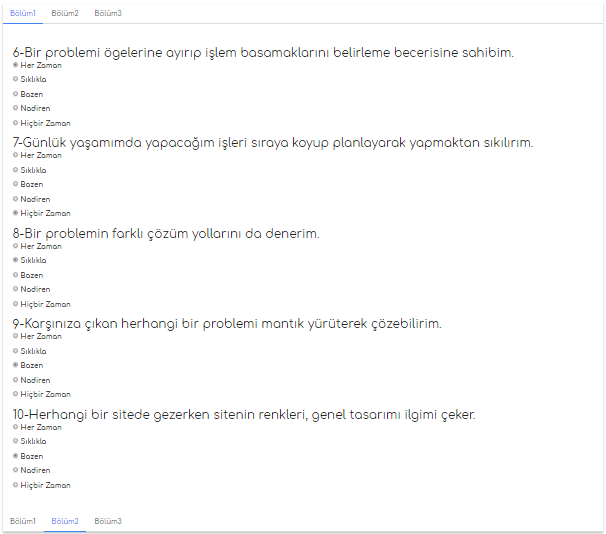 Bölüm1 Bölüm2 Bölüm3
6-Bir problemi ögelerine ayırıp işlem basamaklarını belirleme becerisine sahibim.
Her Zaman
Sıklıkla
Bazen
Nadiren
Hiçbir Zaman
7-Günlük yaşamımda yapacağım işleri sıraya koyup planlayarak yapmaktan sıkılırım.
Her Zaman
Sıklıkla
Bazen
Nadiren
Hiçbir Zaman
8-Bir problemin farklı çözüm yollarını da denerim.
Her Zaman
Sıklıkla
Bazen
Nadiren
Hiçbir Zaman
9-Karşınıza çıkan herhangi bir problemi mantık yürüterek çözebilirim.
Her Zaman
Sıklıkla
Bazen
Nadiren
Hiçbir Zaman
10-Herhangi bir sitede gezerken sitenin renkleri, genel tasarımı ilgimi çeker.
Her Zaman
Sıklıkla
Bazen
Nadiren
Hiçbir Zaman
Bölüm1 Bölüm2 Bölüm3